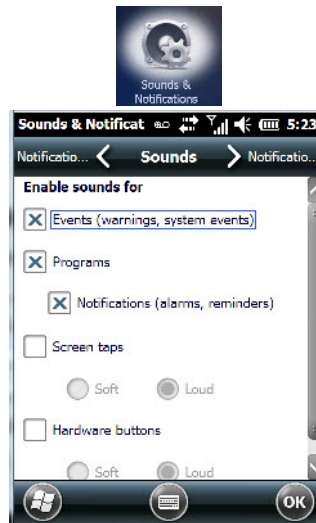 Sounds &
Notifications
Sounds & Notificat 5:23
Notificatio... Sounds Notificatio..
Enable sounds for
Events (warnings, system events)
Programs
Notifications (alarms, reminders)
Screen taps
Soft Loud
Hardware buttons
Soft Loud
OK